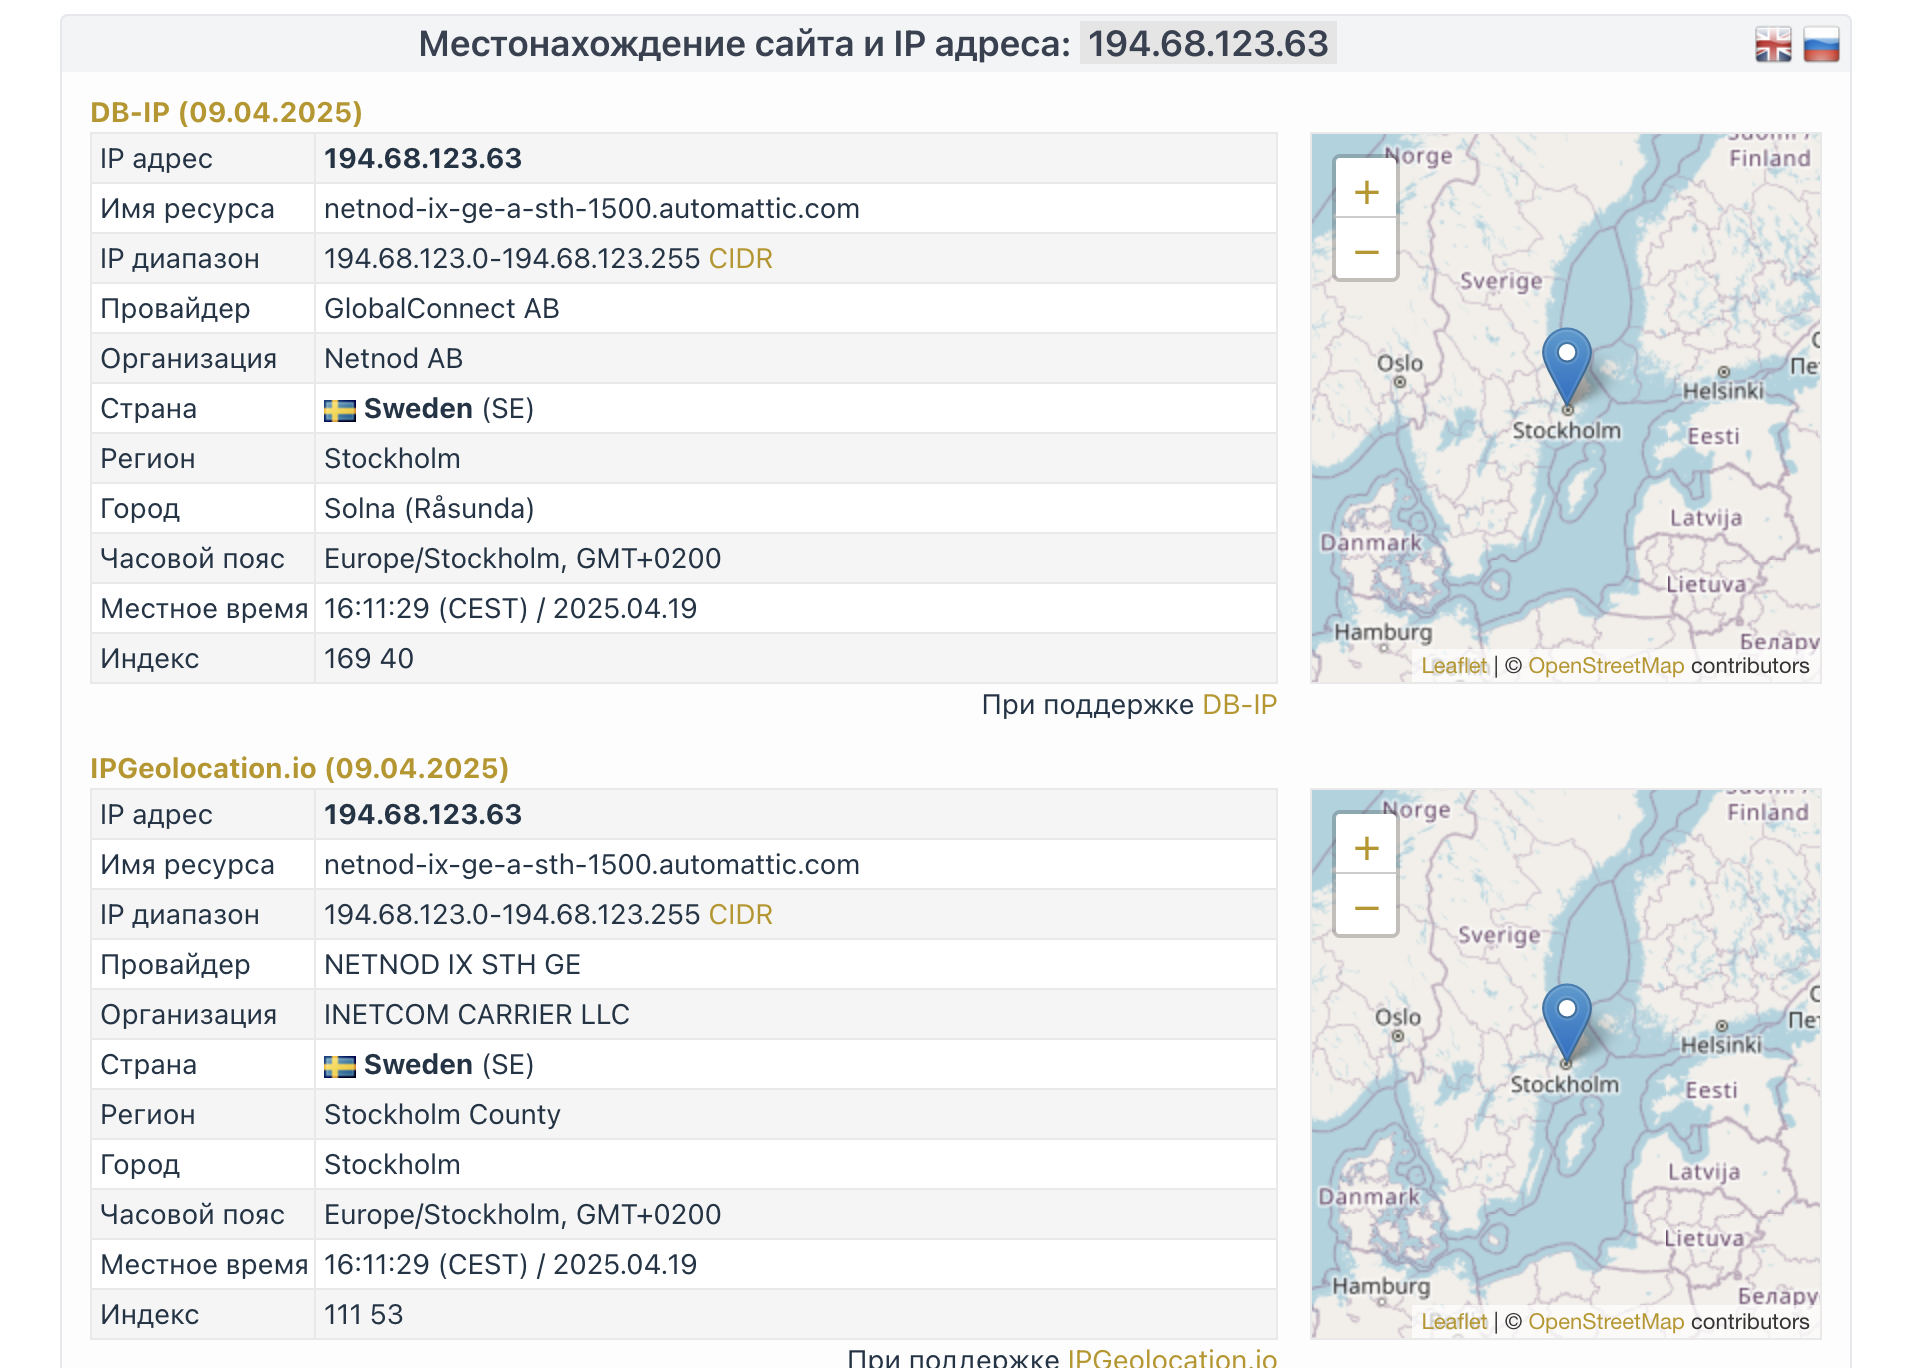 Местонахождение сайта и IP адреса: 194.68.123.63
DB-IP (09.04.2025)
IP адрес 194.68.123.63
Имя ресурса netnod-ix-ge-a-sth-1500.automattic.com
IP диапазон 194.68.123.0-194.68.123.255 CIDR
Провайдер GlobalConnect AB
Организация Netnod AB
Страна Sweden (SE)
Регион Stockholm
Город Solna (Råsunda)
Часовой пояс Europe/Stockholm, GMT+0200
Местное время 16:11:29 (CEST) / 2025.04.19
Индекс 169 40
При поддержке DB-IP
+
−
Norge
Suomi /
Finland
Sverige
Oslo
Helsinki
Stockholm
Eesti
Latvija
Danmark
Lietuva
Hamburg
Leaflet | © OpenStreetMap contributors
IPGeolocation.io (09.04.2025)
IP адрес 194.68.123.63
Имя ресурса netnod-ix-ge-a-sth-1500.automattic.com
IP диапазон 194.68.123.0-194.68.123.255 CIDR
Провайдер NETNOD IX STH GE
Организация INETCOM CARRIER LLC
Страна Sweden (SE)
Регион Stockholm County
Город Stockholm
Часовой пояс Europe/Stockholm, GMT+0200
Местное время 16:11:29 (CEST) / 2025.04.19
Индекс 111 53
При поддержке IPGeolocation.io
+
−
Norge
Finland
Sverige
Oslo
Helsinki
Stockholm
Eesti
Latvija
Danmark
Lietuva
Hamburg
Leaflet | © OpenStreetMap contributors